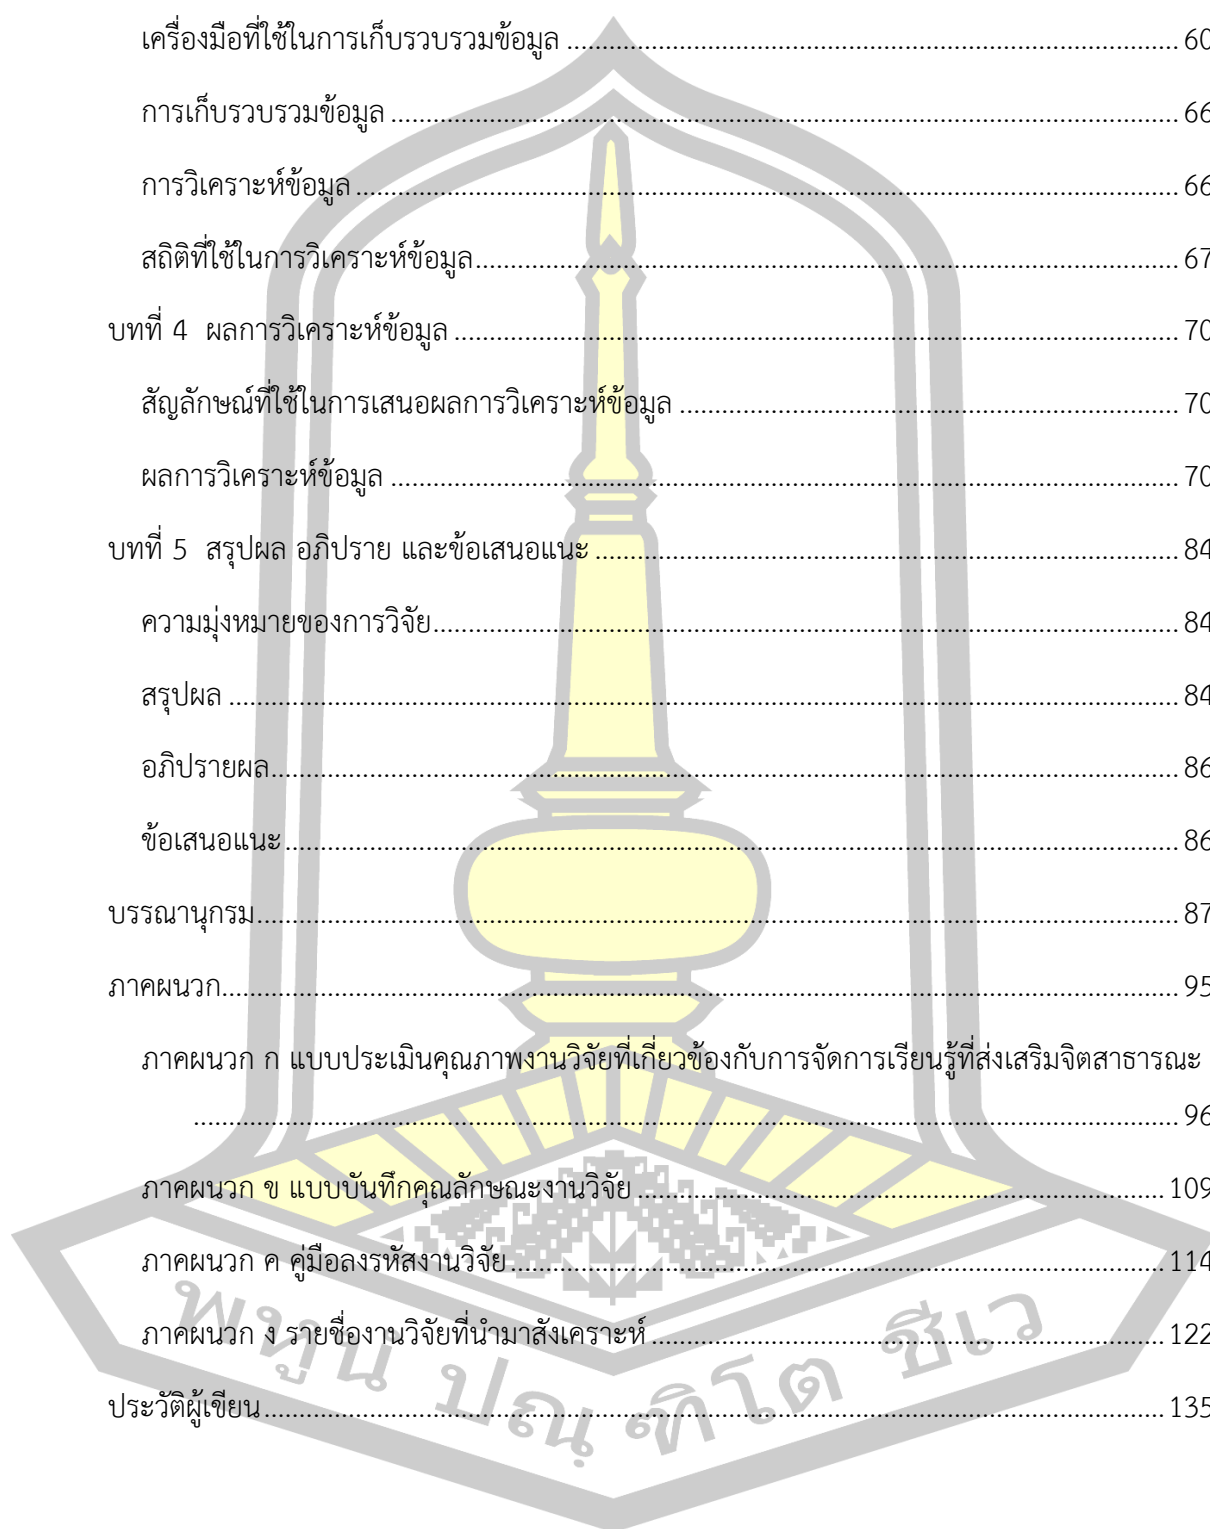 เครื่องมือที่ใช้ในการเก็บรวบรวมข้อมูล ........................................ 60
การเก็บรวบรวมข้อมูล ........................................ 66
การวิเคราะห์ข้อมูล ........................................ 66
สถิติที่ใช้ในการวิเคราะห์ข้อมูล ........................................ 67
บทที่ 4 ผลการวิเคราะห์ข้อมูล ........................................ 70
สัญลักษณ์ที่ใช้ในการเสนอผลการวิเคราะห์ข้อมูล ........................................ 70
ผลการวิเคราะห์ข้อมูล ........................................ 70
บทที่ 5 สรุปผล อภิปราย และข้อเสนอแนะ ........................................ 84
ความมุ่งหมายของการวิจัย ........................................ 84
สรุปผล ........................................ 84
อภิปรายผล ........................................ 86
ข้อเสนอแนะ ........................................ 86
บรรณานุกรม ........................................ 87
ภาคผนวก ........................................ 95
ภาคผนวก ก แบบประเมินคุณภาพงานวิจัยที่เกี่ยวข้องกับการจัดการเรียนรู้ที่ส่งเสริมจิตสาธารณะ
........................................ 96
ภาคผนวก ข แบบบันทึกคุณลักษณะงานวิจัย ........................................ 109
ภาคผนวก ค คู่มือลงรหัสงานวิจัย ........................................ 114
ภาคผนวก ง รายชื่องานวิจัยที่นำมาสังเคราะห์ ........................................ 122
ประวัติผู้เขียน ........................................ 135
พหูน ปณฺฑิโต ชีเว